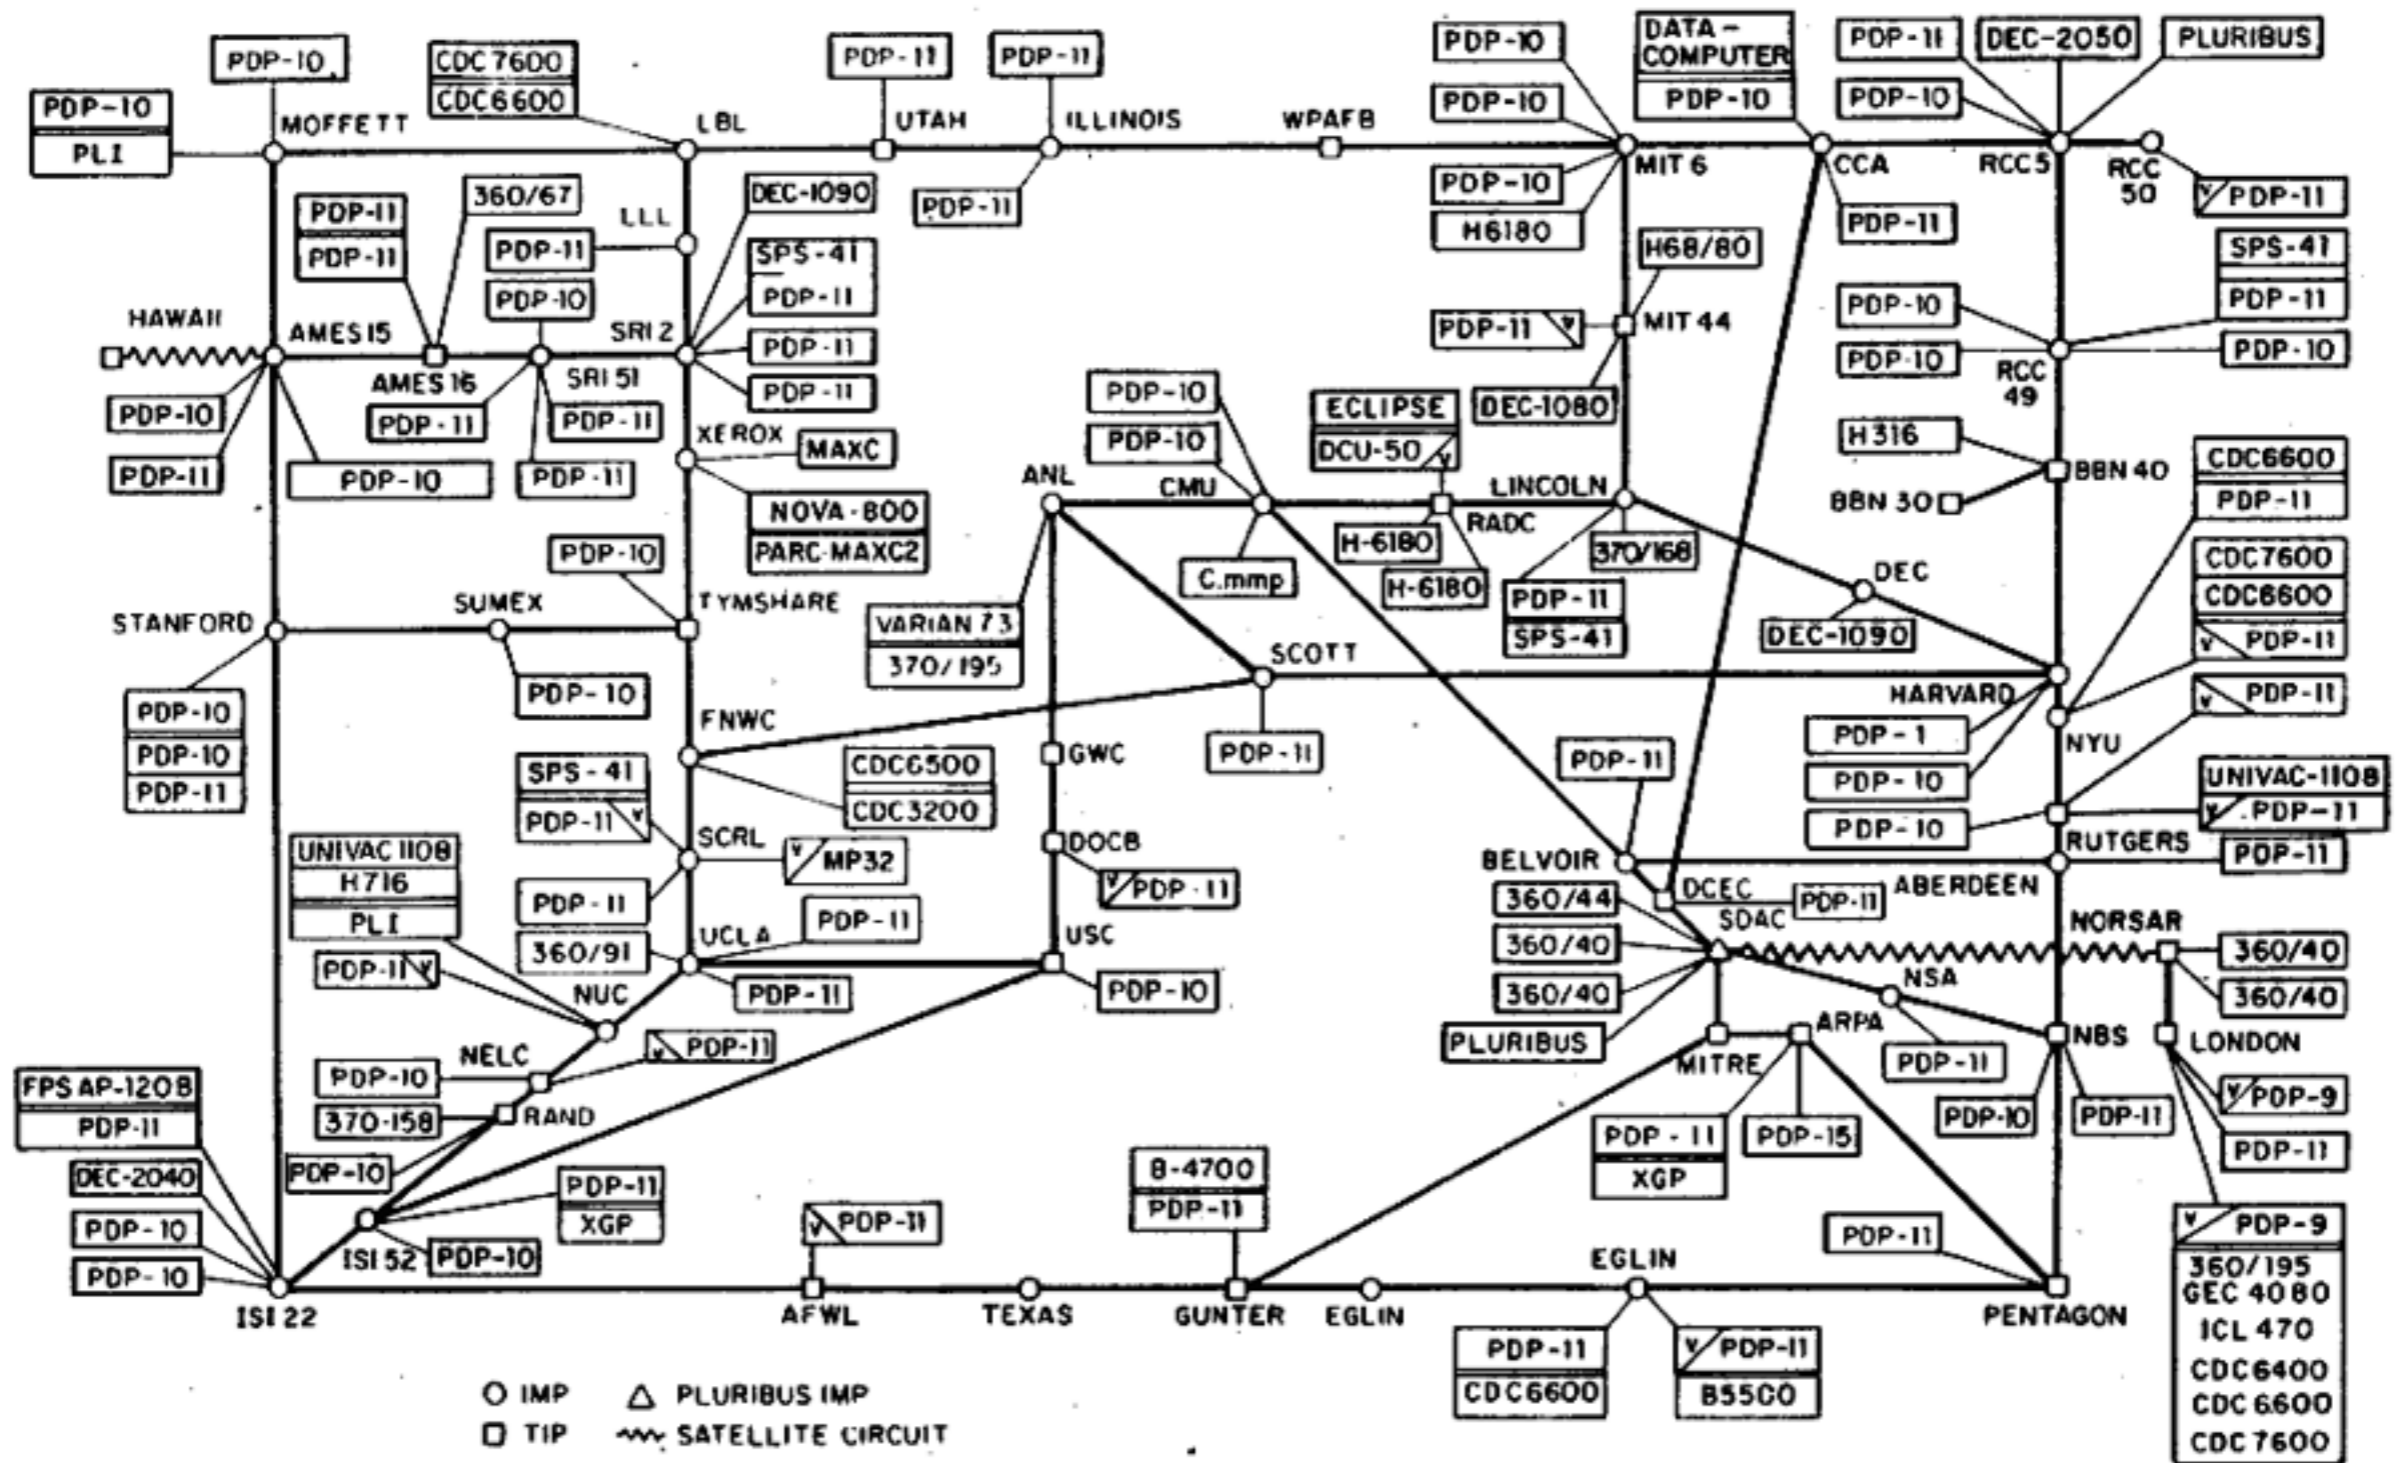 PDP-10
CDC 7600
CDC6600
PDP-11
PDP-11
PDP-10
DATA-
COMPUTER
PDP-10
PDP-11
DEC-2050
PLURIBUS
PDP-10
PLI
MOFFETT
LBL
UTAH
ILLINOIS
WPAFB
PDP-10
PDP-10
MIT 6
CCA
RCC5
RCC
50
PDP-11
PDP-10
H6180
PDP-11
V PDP-11
PDP-11
PDP-11
360/67
LLL
PDP-11
PDP-10
DEC-1090
SPS-41
PDP-11
PDP-11
PDP-11
H68/80
PDP-11 V
MIT 44
DEC-1080
PDP-10
PDP-10
SPS-41
PDP-11
PDP-10
RCC
49
HAWAII
AMES15
AMES16
SRI 51
SRI 2
PDP-10
PDP-11
PDP-10
PDP-11
PDP-11
PDP-11
XEROX
MAXC
NOVA-800
PARC-MAXC2
PDP-10
PDP-10
ECLIPSE
DCU-50 V
H316
BBN 40
BBN 30
CDC6600
PDP-11
ANL
CMU
RADC
LINCOLN
C.mmp
H-6180
H-6180
370/168
PDP-11
SPS-41
DEC
DEC-1090
CDC7600
CDC6600
V PDP-11
PDP-10
STANFORD
SUMEX
TYMSHARE
VARIAN 73
370/195
SCOTT
HARVARD
V PDP-11
PDP-10
PDP-10
PDP-11
PDP-10
FNWC
CDC6500
CDC3200
GWC
PDP-11
PDP-11
PDP-1
PDP-10
NYU
PDP-10
UNIVAC-1108
V PDP-11
RUTGERS
SPS-41
PDP-11 V
SCRL
V MP32
DOCB
V PDP-11
BELVOIR
ABERDEEN
PDP-11
UNIVAC 1108
H716
PLI
PDP-11 V
PDP-11
360/91
UCLA
PDP-11
PDP-11
USC
PDP-10
360/44
360/40
360/40
PLURIBUS
DCEC
SDAC
PDP-11
NORSAR
360/40
360/40
NUC
NELC
V PDP-11
NSA
PDP-11
ARPA
MITRE
NBS
LONDON
FPS AP-120B
PDP-11
DEC-2040
PDP-10
PDP-10
PDP-10
370-158
RAND
PDP-10
PDP-11
XGP
PDP-15
PDP-10
PDP-11
V PDP-9
PDP-11
PDP-11
XGP
ISI 52
PDP-10
V PDP-11
B-4700
PDP-11
EGLIN
PDP-11
V PDP-9
360/195
GEC 4080
ICL 470
CDC6400
CDC6600
CDC7600
ISI 22
AFWL
TEXAS
GUNTER
EGLIN
PENTAGON
PDP-11
CDC6600
V PDP-11
B5500
IMP
PLURIBUS IMP
TIP
SATELLITE CIRCUIT